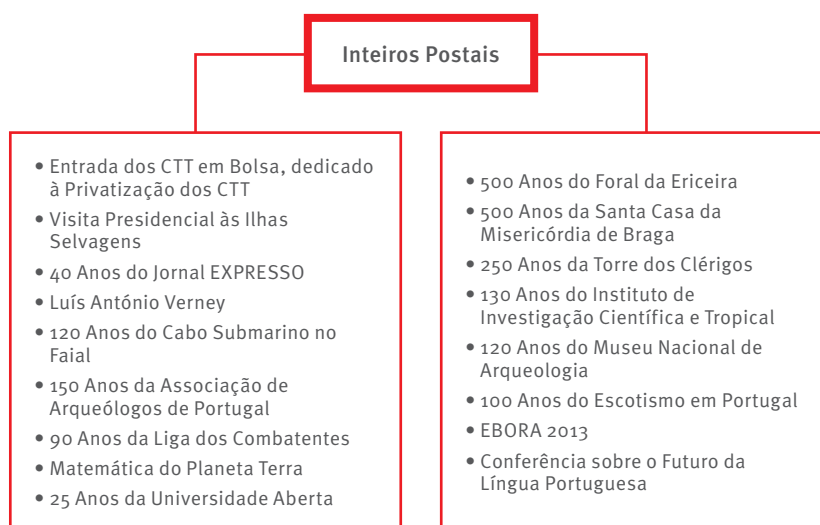 Inteiros Postais
• Entrada dos CTT em Bolsa, dedicado
à Privatização dos CTT
• Visita Presidencial às Ilhas
Selvagens
• 40 Anos do Jornal EXPRESSO
• Luís António Verney
• 120 Anos do Cabo Submarino no
Faial
• 150 Anos da Associação de
Arqueólogos de Portugal
• 90 Anos da Liga dos Combatentes
• Matemática do Planeta Terra
• 25 Anos da Universidade Aberta
• 500 Anos do Foral da Ericeira
• 500 Anos da Santa Casa da
Misericórdia de Braga
• 250 Anos da Torre dos Clérigos
• 130 Anos do Instituto de
Investigação Científica e Tropical
• 120 Anos do Museu Nacional de
Arqueologia
• 100 Anos do Escotismo em Portugal
• EBORA 2013
• Conferência sobre o Futuro da
Língua Portuguesa